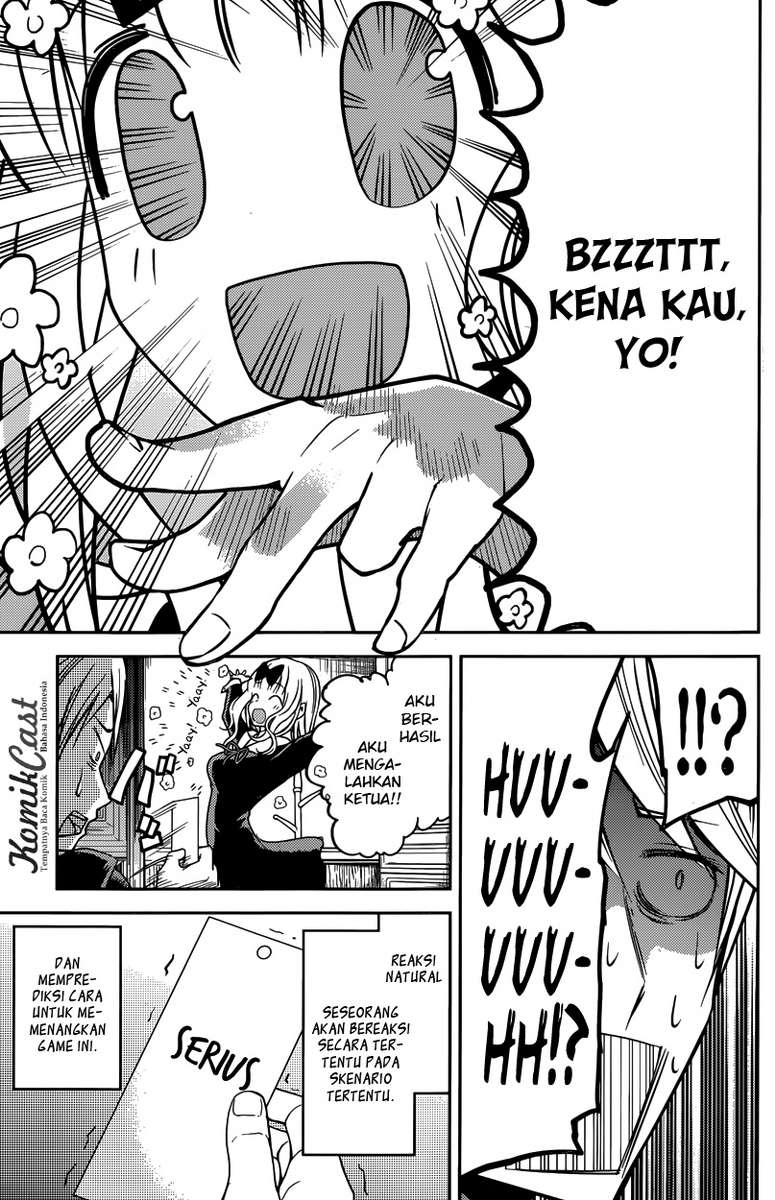 BZZZTTT,
KENA KAU,
YO!
!!?
HUU-
UUU-
UUU-
HH!?
AKU
BER-
HASIL
AKU
MENGA-
LAHKAN
KETUA!!
Yaay!
Yaay!
Yaay!
KomikCast
Tempatnya Baca Komik Bahasa Indonesia
REAKSI
NATURAL
SESEORANG
AKAN BEREAKSI
SECARA TER-
TENTU PADA
SKENARIO
TERTENTU.
SERIUS
DAN
MEMPRE-
DIKSI CARA
UNTUK ME-
MENANGKAN
GAME INI.